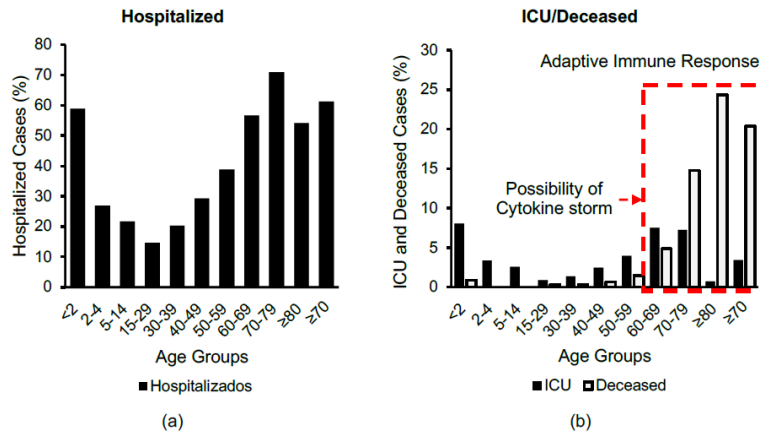 Hospitalized
Hospitalized Cases (%)
80
70
60
50
40
30
20
10
0
<2
2-4
5-14
15-29
30-39
40-49
50-59
60-69
70-79
≥80
≥70
Age Groups
Hospitalizados
(a)
ICU/Deceased
ICU and Deceased Cases (%)
30
25
20
15
10
5
0
Adaptive Immune Response
Possibility of
Cytokine storm
<2
2-4
5-14
15-29
30-39
40-49
50-59
60-69
70-79
≥80
≥70
Age Groups
ICU Deceased
(b)